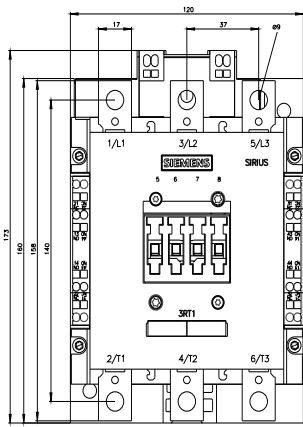 120
17
37
ø9
1/L1
3/L2
5/L3
SIEMENS
SIRIUS
5 6 7 8
173
160
158
140
3RT1
2/T1
4/T2
6/T3